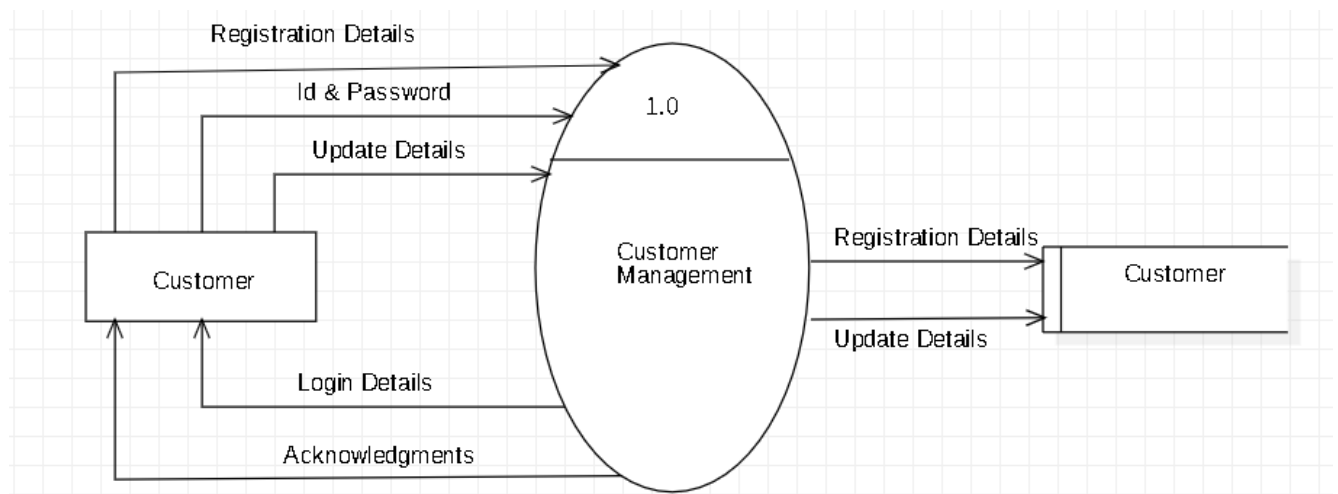 Registration Details
Id & Password
1.0
Update Details
Customer
Management
Registration Details
Customer
Customer
Update Details
Login Details
Acknowledgments